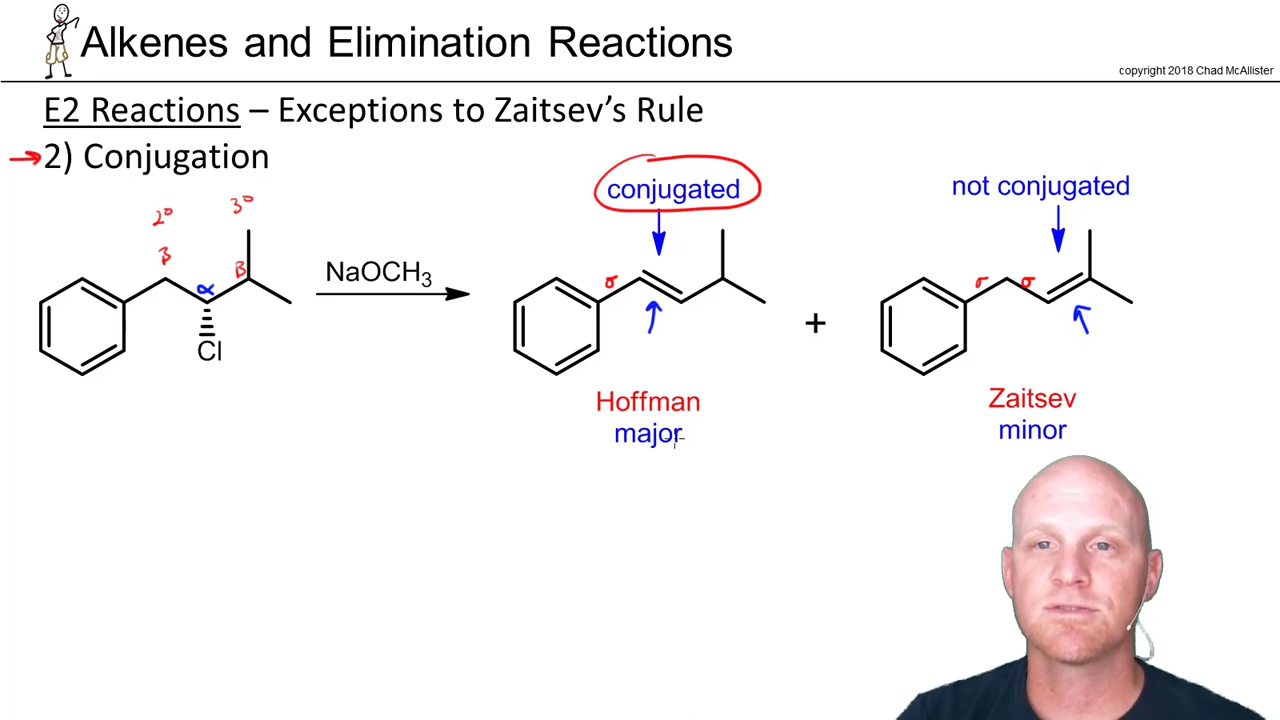 Alkenes and Elimination Reactions
copyright 2018 Chad McAllister
E2 Reactions – Exceptions to Zaitsev's Rule
2) Conjugation
conjugated
not conjugated
2° 3°
β β
α
Cl
NaOCH3
σ
+
σ σ
Hoffman
major
Zaitsev
minor